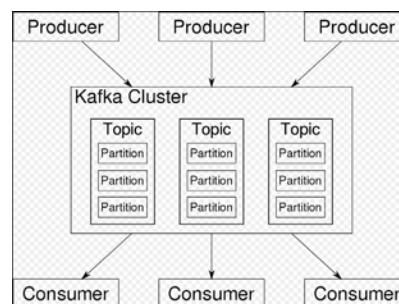 Producer Producer Producer
Kafka Cluster
Topic Topic Topic
Partition Partition Partition
Partition Partition Partition
Partition Partition Partition
Consumer Consumer Consumer